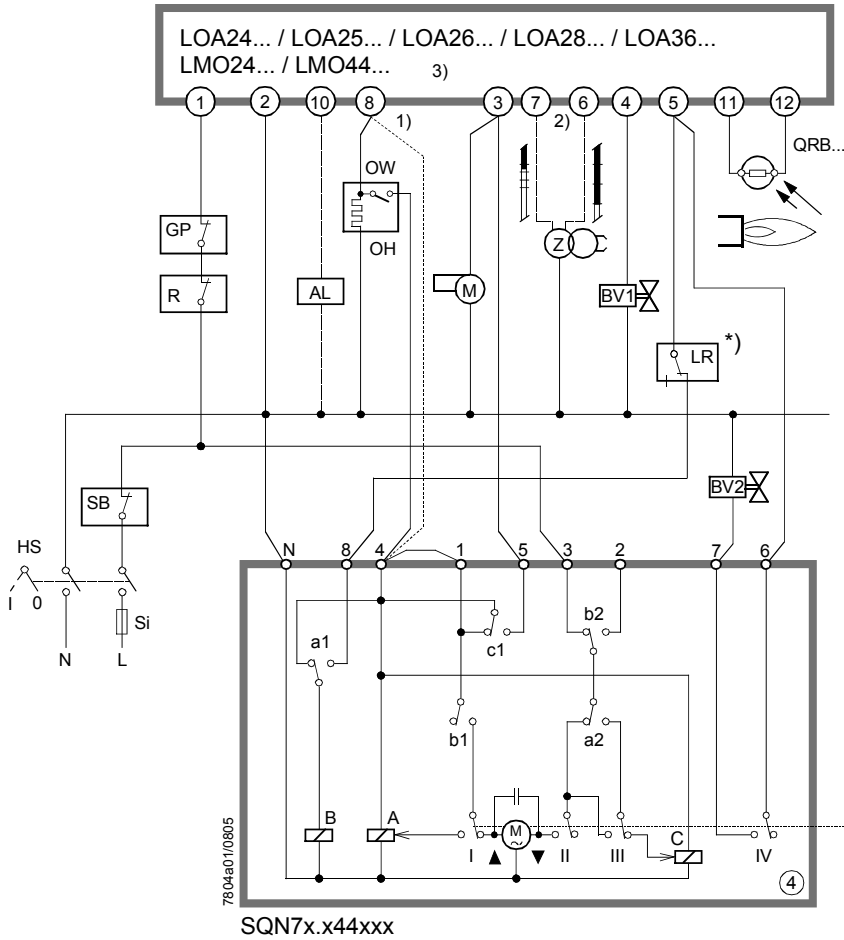 LOA24... / LOA25... / LOA26... / LOA28... / LOA36...
LMO24... / LMO44... 3)
1 2 10 8 3 7 6 4 5 11 12
1) 2)
QRB...
OW
GP
OH
Z
R AL M BV1
LR *)
SB BV2
HS
N 8 4 1 5 3 2 7 6
I 0 Si
b2
a1 c1
N L
b1 a2
B A M ~ C
I ▲ ▼ II III IV
4
7804a01/0805
SQN7x.x44xxx